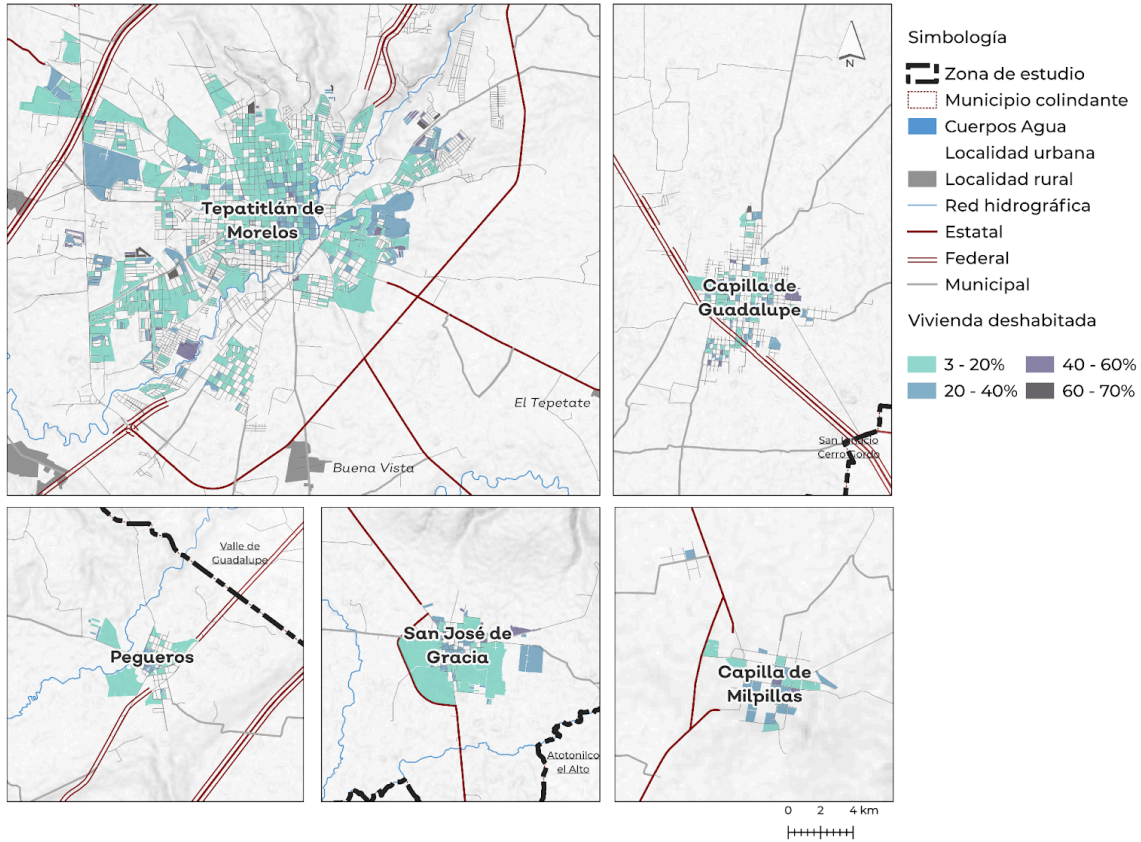 Tepatitlán de
Morelos
El Tepetate
Buena Vista
N
Capilla de
Guadalupe
San Ignacio
Cerro Gordo
Simbología
Zona de estudio
Municipio colindante
Cuerpos Agua
Localidad urbana
Localidad rural
Red hidrográfica
Estatal
Federal
Municipal
Vivienda deshabitada
3 - 20%
40 - 60%
20 - 40%
60 - 70%
Valle de
Guadalupe
Pegueros
San José de
Gracia
Atotonilco
el Alto
Capilla de
Milpillas
0 2 4 km